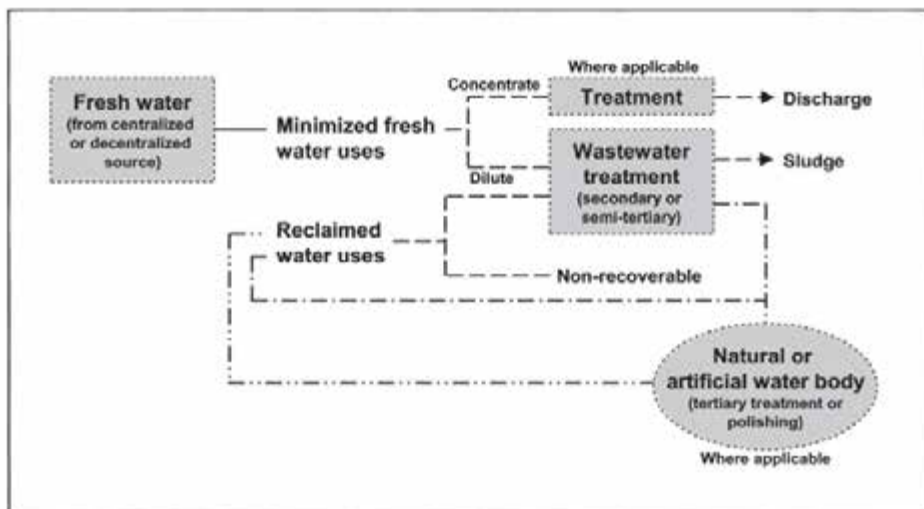 Fresh water
(from centralized
or decentralized
source)
Minimized fresh
water uses
Concentrate
Dilute
Where applicable
Treatment
Discharge
Wastewater
treatment
(secondary or
semi-tertiary)
Sludge
Reclaimed
water uses
Non-recoverable
Natural or
artificial water body
(tertiary treatment or
polishing)
Where applicable